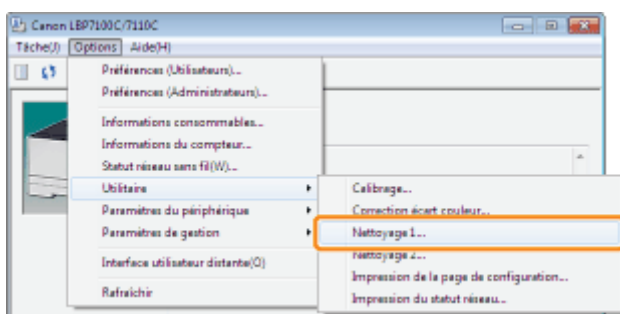 Canon LBP7100C/7110C
Tâche(J) Options Aide(H)
Préférences (Utilisateurs)...
Préférences (Administrateurs)...
Informations consommables...
Informations du compteur...
Statut réseau sans fil(W)...
Utilitaire
Paramètres du périphérique
Paramètres de gestion
Interface utilisateur distante(O)
Rafraîchir
Calibrage...
Correction écart couleur...
Nettoyage 1...
Nettoyage 2...
Impression de la page de configuration...
Impression du statut réseau...